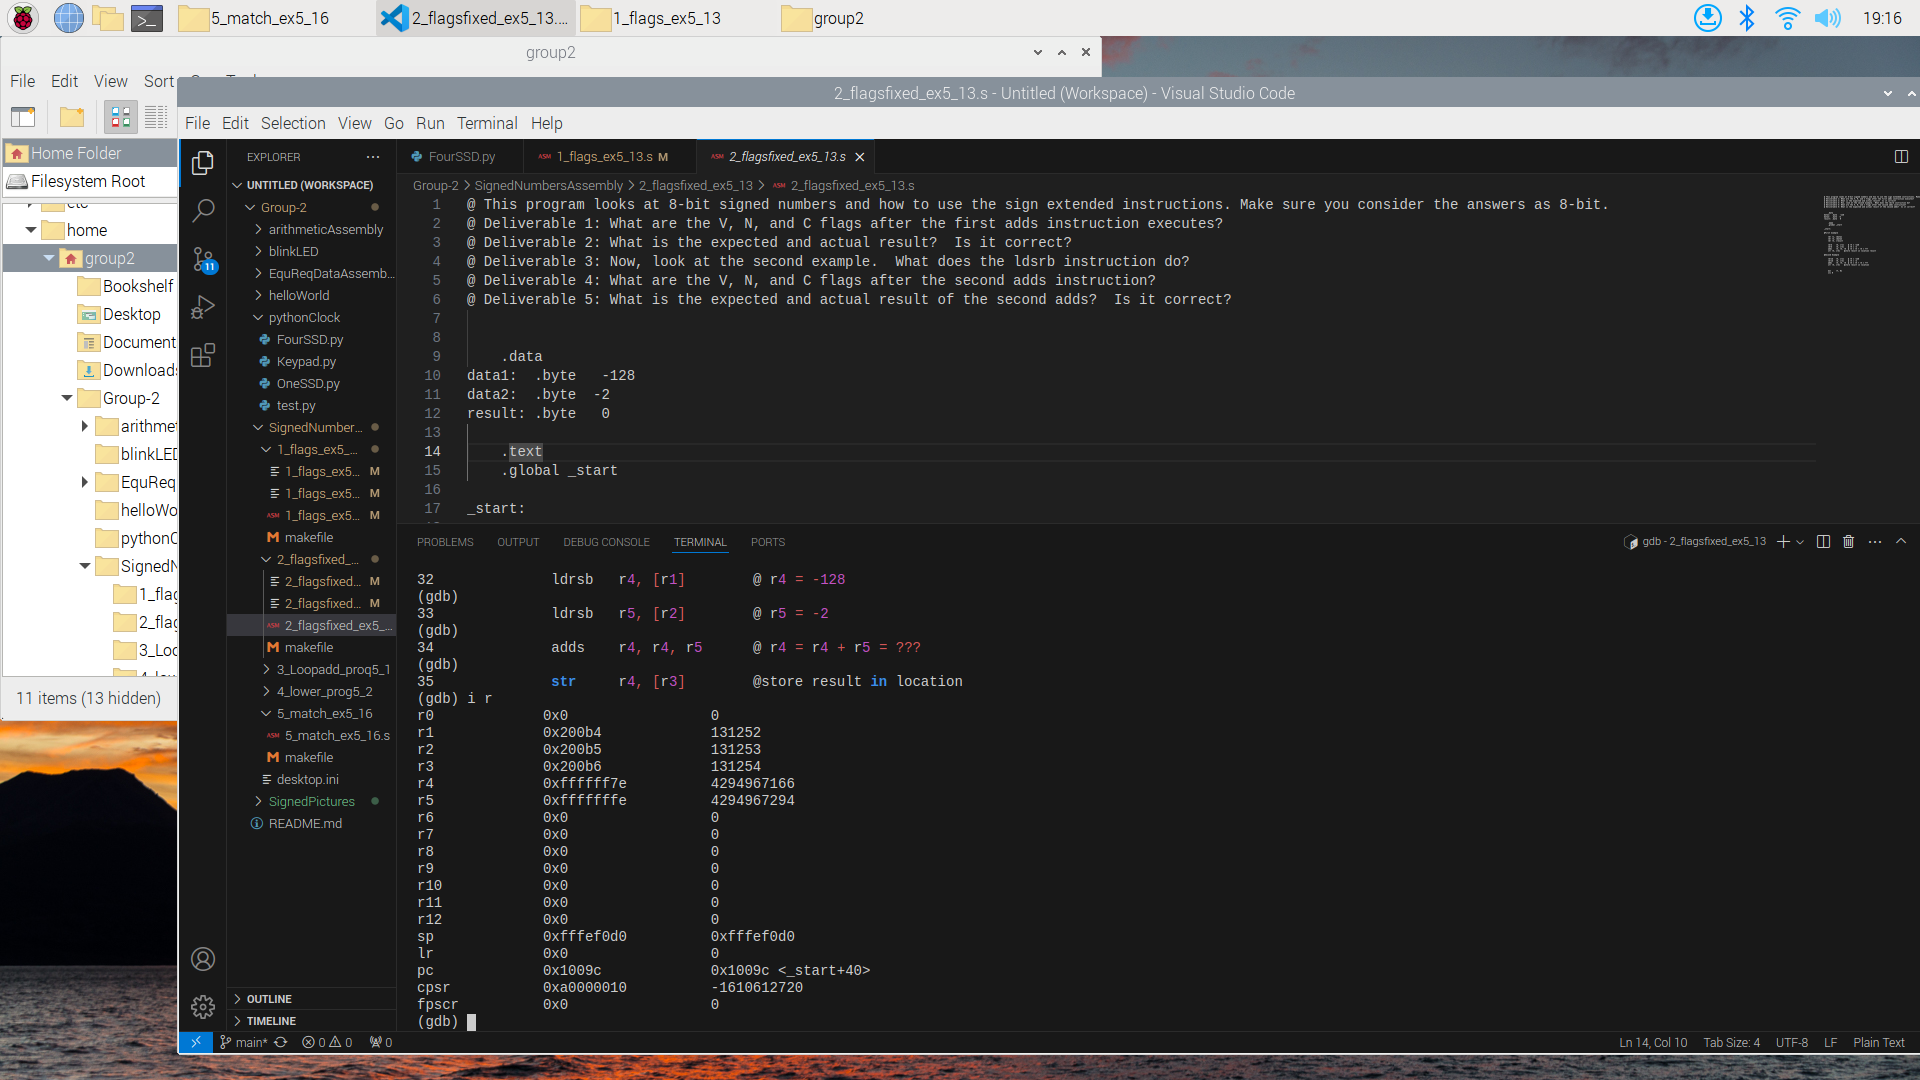 5_match_ex5_16
2_flagsfixed_ex5_13....
1_flags_ex5_13
group2
19:16
group2
File Edit View Sort
Home Folder
Filesystem Root
home
group2
Bookshelf
Desktop
Document
Downloads
Group-2
arithmet
blinkLED
EquReq
helloWo
pythonC
SignedN
1_flag
2_flag
3_Loo
11 items (13 hidden)
2_flagsfixed_ex5_13.s - Untitled (Workspace) - Visual Studio Code
File Edit Selection View Go Run Terminal Help
11
EXPLORER ...
UNTITLED (WORKSPACE)
Group-2
arithmeticAssembly
blinkLED
EquReqDataAssemb...
helloWorld
pythonClock
FourSSD.py
Keypad.py
OneSSD.py
test.py
SignedNumber...
1_flags_ex5_...
1_flags_ex5... M
1_flags_ex5... M
ASM 1_flags_ex5... M
M makefile
2_flagsfixed_...
2_flagsfixed... M
2_flagsfixed... M
ASM 2_flagsfixed_ex5_...
M makefile
3_Loopadd_proq5_1
4_lower_prog5_2
5_match_ex5_16
ASM 5_match_ex5_16.s
M makefile
desktop.ini
SignedPictures
README.md
OUTLINE
TIMELINE
FourSSD.py
ASM 1_flags_ex5_13.s M
ASM 2_flagsfixed_ex5_13.s
Group-2 > SignedNumbersAssembly > 2_flagsfixed_ex5_13 > ASM 2_flagsfixed_ex5_13.s
1 @ This program looks at 8-bit signed numbers and how to use the sign extended instructions. Make sure you consider the answers as 8-bit.
2 @ Deliverable 1: What are the V, N, and C flags after the first adds instruction executes?
3 @ Deliverable 2: What is the expected and actual result?  Is it correct?
4 @ Deliverable 3: Now, look at the second example.  What does the ldsrb instruction do?
5 @ Deliverable 4: What are the V, N, and C flags after the second adds instruction?
6 @ Deliverable 5: What is the expected and actual result of the second adds?  Is it correct?
7
8
9 .data
10 data1: .byte -128
11 data2: .byte -2
12 result: .byte 0
13
14 .text
15 .global _start
16
17 _start:
PROBLEMS OUTPUT DEBUG CONSOLE TERMINAL PORTS
gdb - 2_flagsfixed_ex5_13
32 ldrsb r4, [r1] @ r4 = -128
(gdb)
33 ldrsb r5, [r2] @ r5 = -2
(gdb)
34 adds r4, r4, r5 @ r4 = r4 + r5 = ???
(gdb)
35 str r4, [r3] @store result in location
(gdb) i r
r0 0x0 0
r1 0x200b4 131252
r2 0x200b5 131253
r3 0x200b6 131254
r4 0xffffff7e 4294967166
r5 0xfffffffe 4294967294
r6 0x0 0
r7 0x0 0
r8 0x0 0
r9 0x0 0
r10 0x0 0
r11 0x0 0
r12 0x0 0
sp 0xfffef0d0 0xfffef0d0
lr 0x0 0
pc 0x1009c 0x1009c <_start+40>
cpsr 0xa0000010 -1610612720
fpscr 0x0 0
(gdb)
main* 0 0 0
Ln 14, Col 10 Tab Size: 4 UTF-8 LF Plain Text